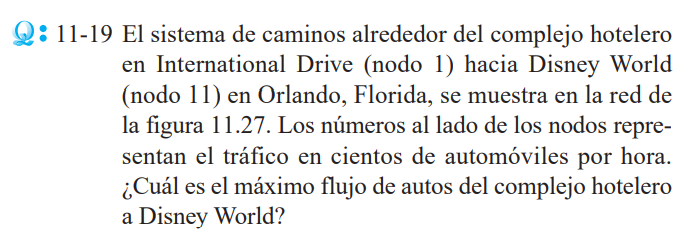 Q: 11-19 El sistema de caminos alrededor del complejo hotelero
en International Drive (nodo 1) hacia Disney World
(nodo 11) en Orlando, Florida, se muestra en la red de
la figura 11.27. Los números al lado de los nodos repre-
sentan el tráfico en cientos de automóviles por hora.
¿Cuál es el máximo flujo de autos del complejo hotelero
a Disney World?